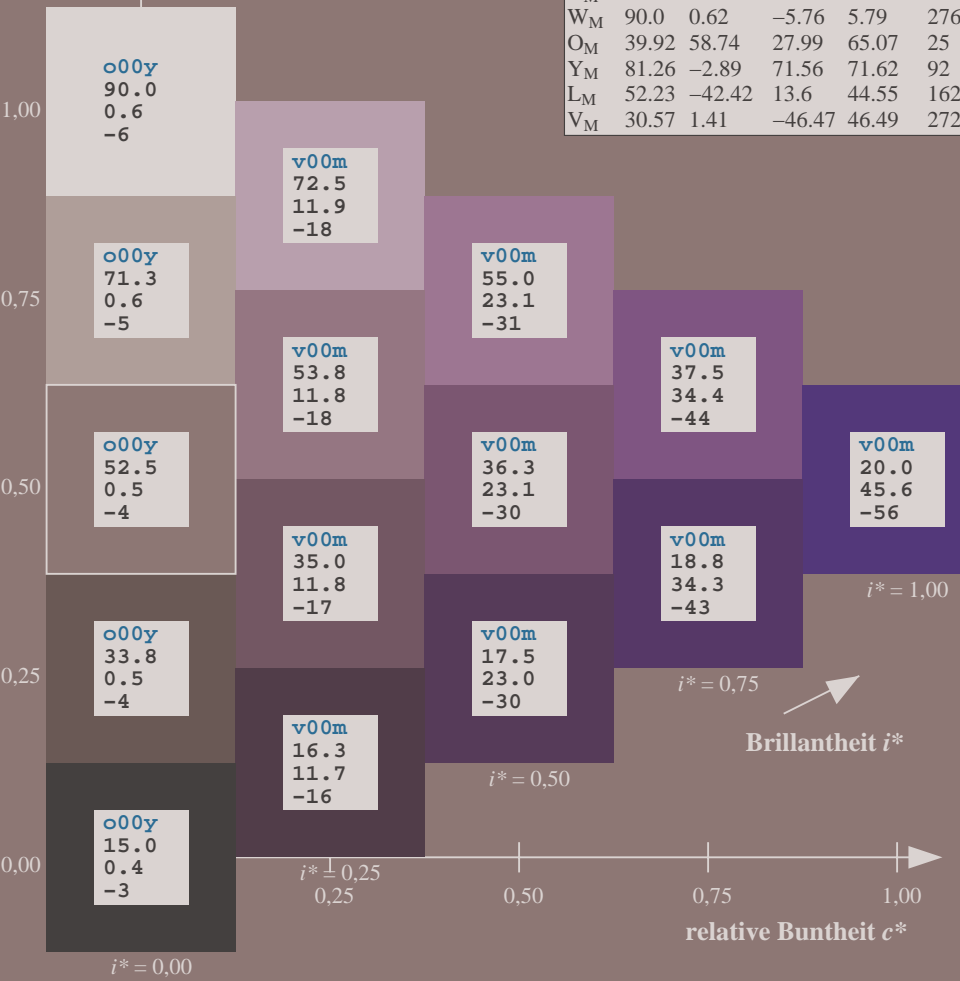 W_M 90.0 0.62 –5.76 5.79 276
O_M 39.92 58.74 27.99 65.07 25
Y_M 81.26 –2.89 71.56 71.62 92
L_M 52.23 –42.42 13.6 44.55 162
V_M 30.57 1.41 –46.47 46.49 272
1,00
0,75
0,50
0,25
0,00
o00y
90.0
0.6
–6
o00y
71.3
0.6
–5
o00y
52.5
0.5
–4
o00y
33.8
0.5
–4
o00y
15.0
0.4
–3
i* = 0,00
v00m
72.5
11.9
–18
v00m
53.8
11.8
–18
v00m
35.0
11.8
–17
v00m
16.3
11.7
–16
i* = 0,25
v00m
55.0
23.1
–31
v00m
36.3
23.1
–30
v00m
17.5
23.0
–30
i* = 0,50
v00m
37.5
34.4
–44
v00m
18.8
34.3
–43
i* = 0,75
v00m
20.0
45.6
–56
i* = 1,00
Brillantheit i*
0,25 0,50 0,75 1,00
relative Buntheit c*